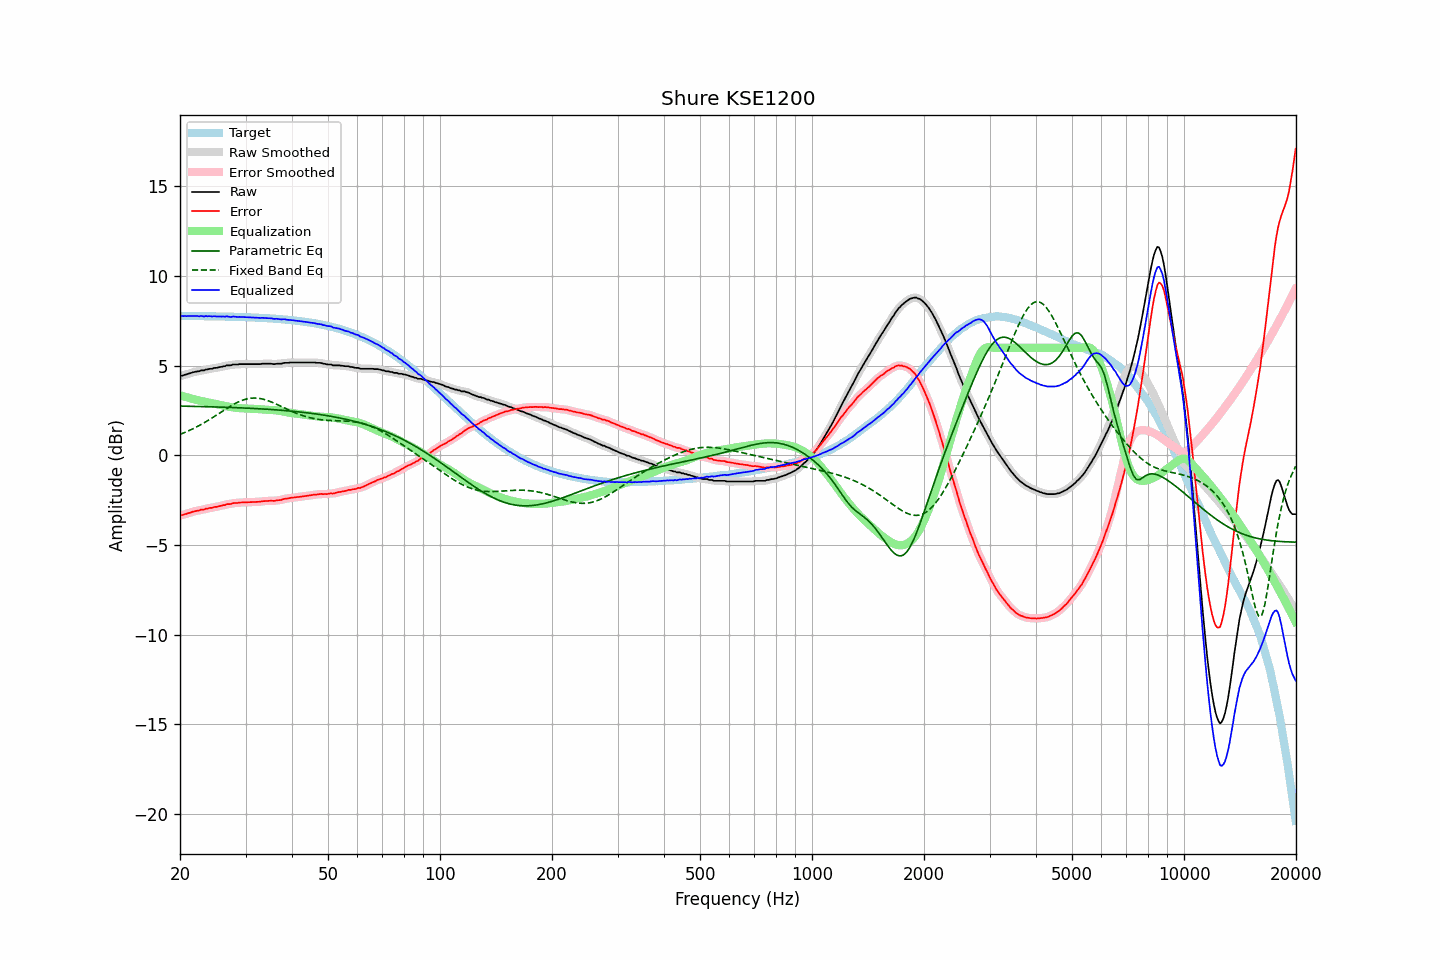 Shure KSE1200
Target
Raw Smoothed
Error Smoothed
Raw
Error
Equalization
Parametric Eq
Fixed Band Eq
Equalized
15
10
5
0
−5
−10
−15
−20
Amplitude (dBr)
20 50 100 200 500 1000 2000 5000 10000 20000
Frequency (Hz)